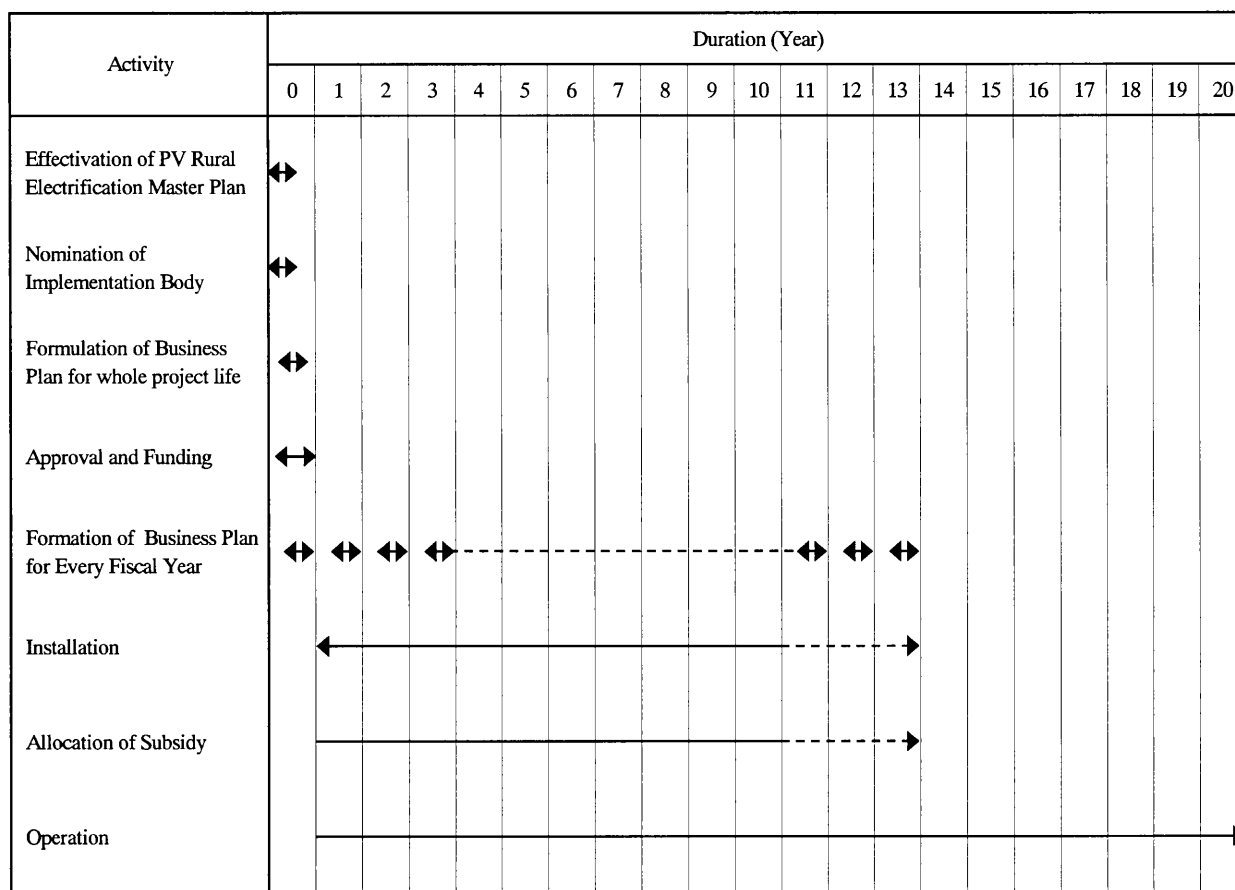 Activity
Duration (Year)
0 1 2 3 4 5 6 7 8 9 10 11 12 13 14 15 16 17 18 19 20
Effectivation of PV Rural
Electrification Master Plan
Nomination of
Implementation Body
Formulation of Business
Plan for whole project life
Approval and Funding
Formation of Business Plan
for Every Fiscal Year
Installation
Allocation of Subsidy
Operation